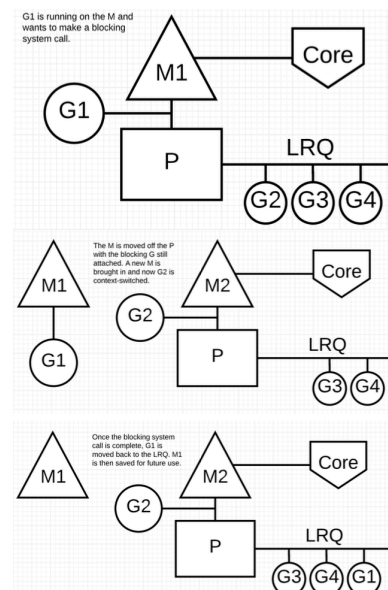 G1 is running on the M and
wants to make a blocking
system call.
M1
Core
G1
P
LRQ
G2 G3 G4
The M is moved off the P
with the blocking G still
attached. A new M is
brought in and now G2 is
context-switched.
M1
M2
Core
G2
G1
P
LRQ
G3 G4
Once the blocking system
call is complete, G1 is
moved back to the LRQ. M1
is then saved for future use.
M1
M2
Core
G2
P
LRQ
G3 G4 G1